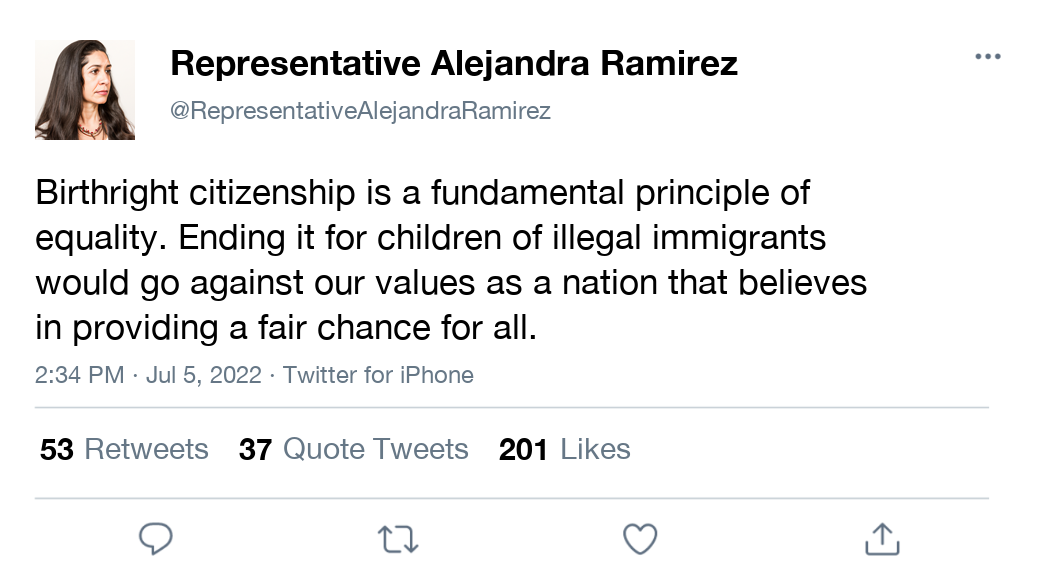 Representative Alejandra Ramirez
@RepresentativeAlejandraRamirez
Birthright citizenship is a fundamental principle of
equality. Ending it for children of illegal immigrants
would go against our values as a nation that believes
in providing a fair chance for all.
2:34 PM · Jul 5, 2022 · Twitter for iPhone
53 Retweets 37 Quote Tweets 201 Likes